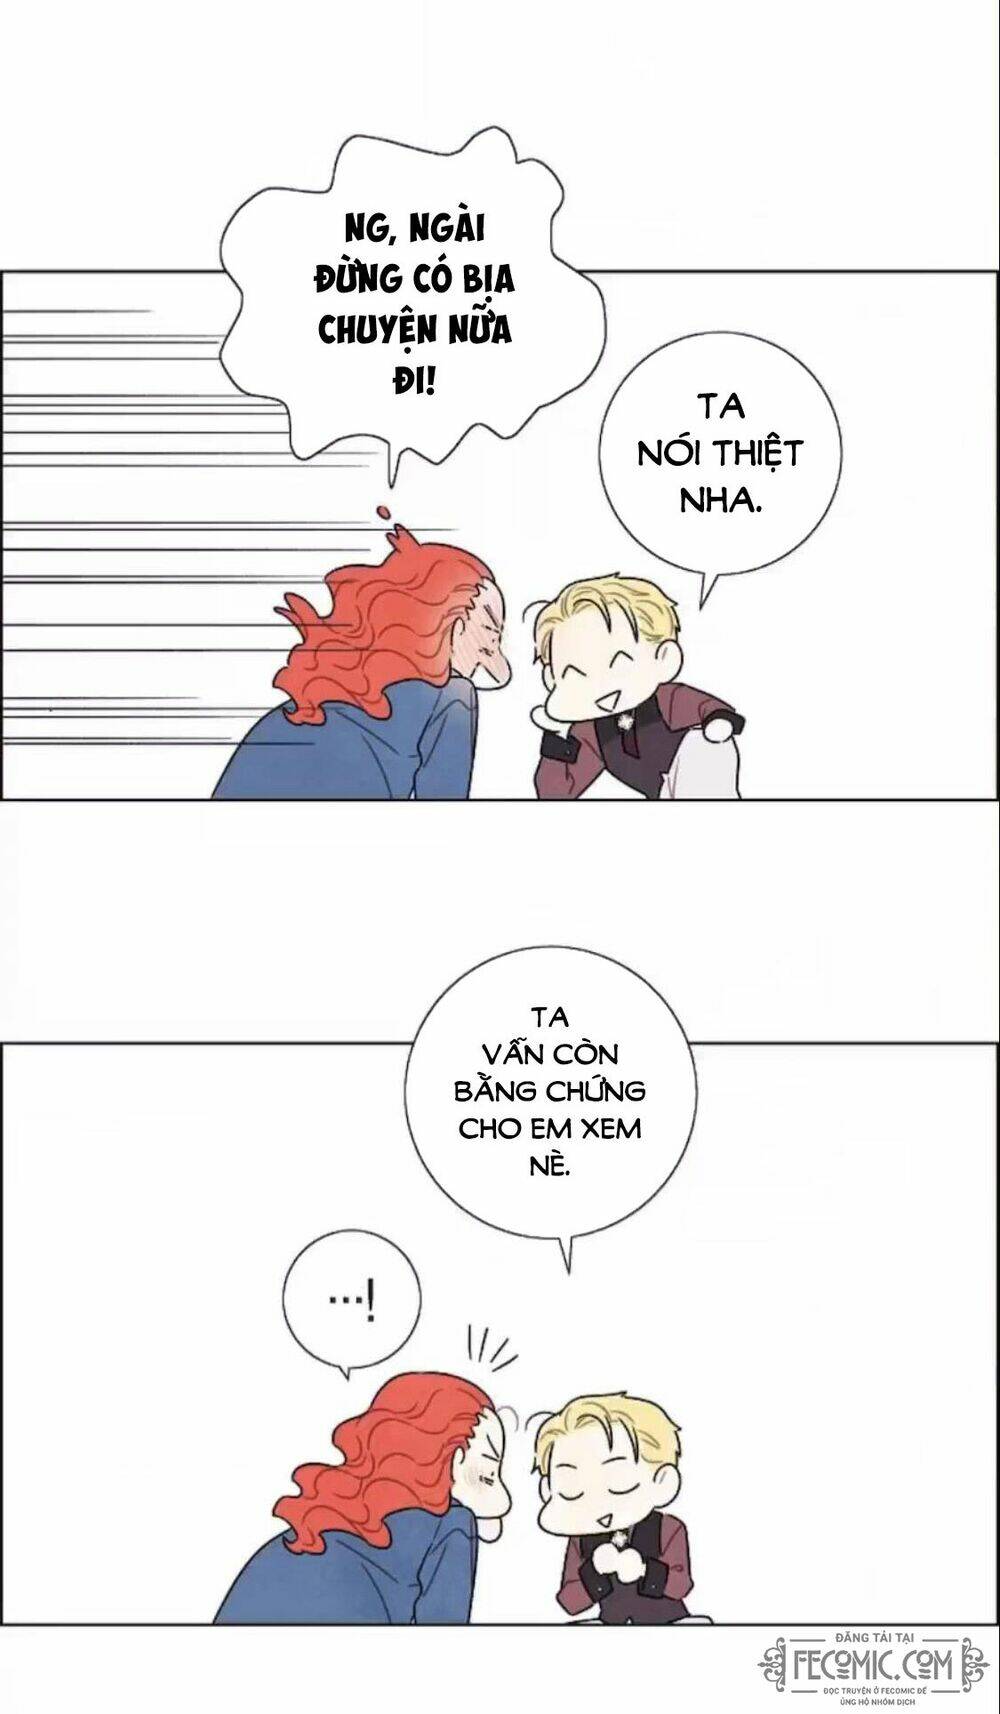 NG, NGÀI
ĐỪNG CÓ BỊA
CHUYỆN NỮA
ĐI!
TA
NÓI THIỆT
NHA.
TA
VẪN CÒN
BẰNG CHỨNG
CHO EM XEM
NÈ.
...!
ĐĂNG TẢI TẠI
FECOMIC.COM
ĐỌC TRUYỆN Ở FECOMIC ĐỂ
ỦNG HỘ NHÓM DỊCH